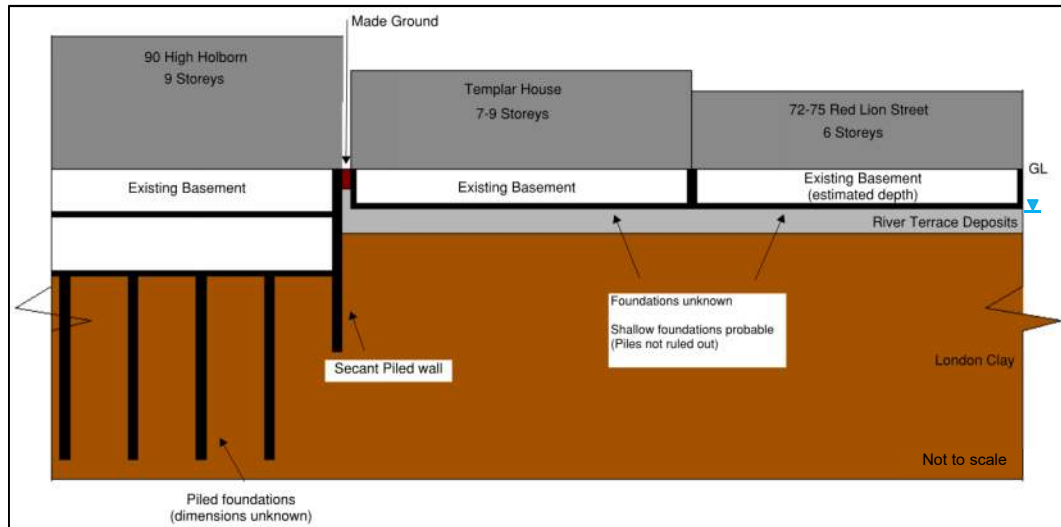 Made Ground
90 High Holborn
9 Storeys
Templar House
7-9 Storeys
72-75 Red Lion Street
6 Storeys
GL
Existing Basement
Existing Basement
Existing Basement
(estimated depth)
River Terrace Deposits
Foundations unknown
Shallow foundations probable
(Piles not ruled out)
Secant Piled wall
London Clay
Not to scale
Piled foundations
(dimensions unknown)